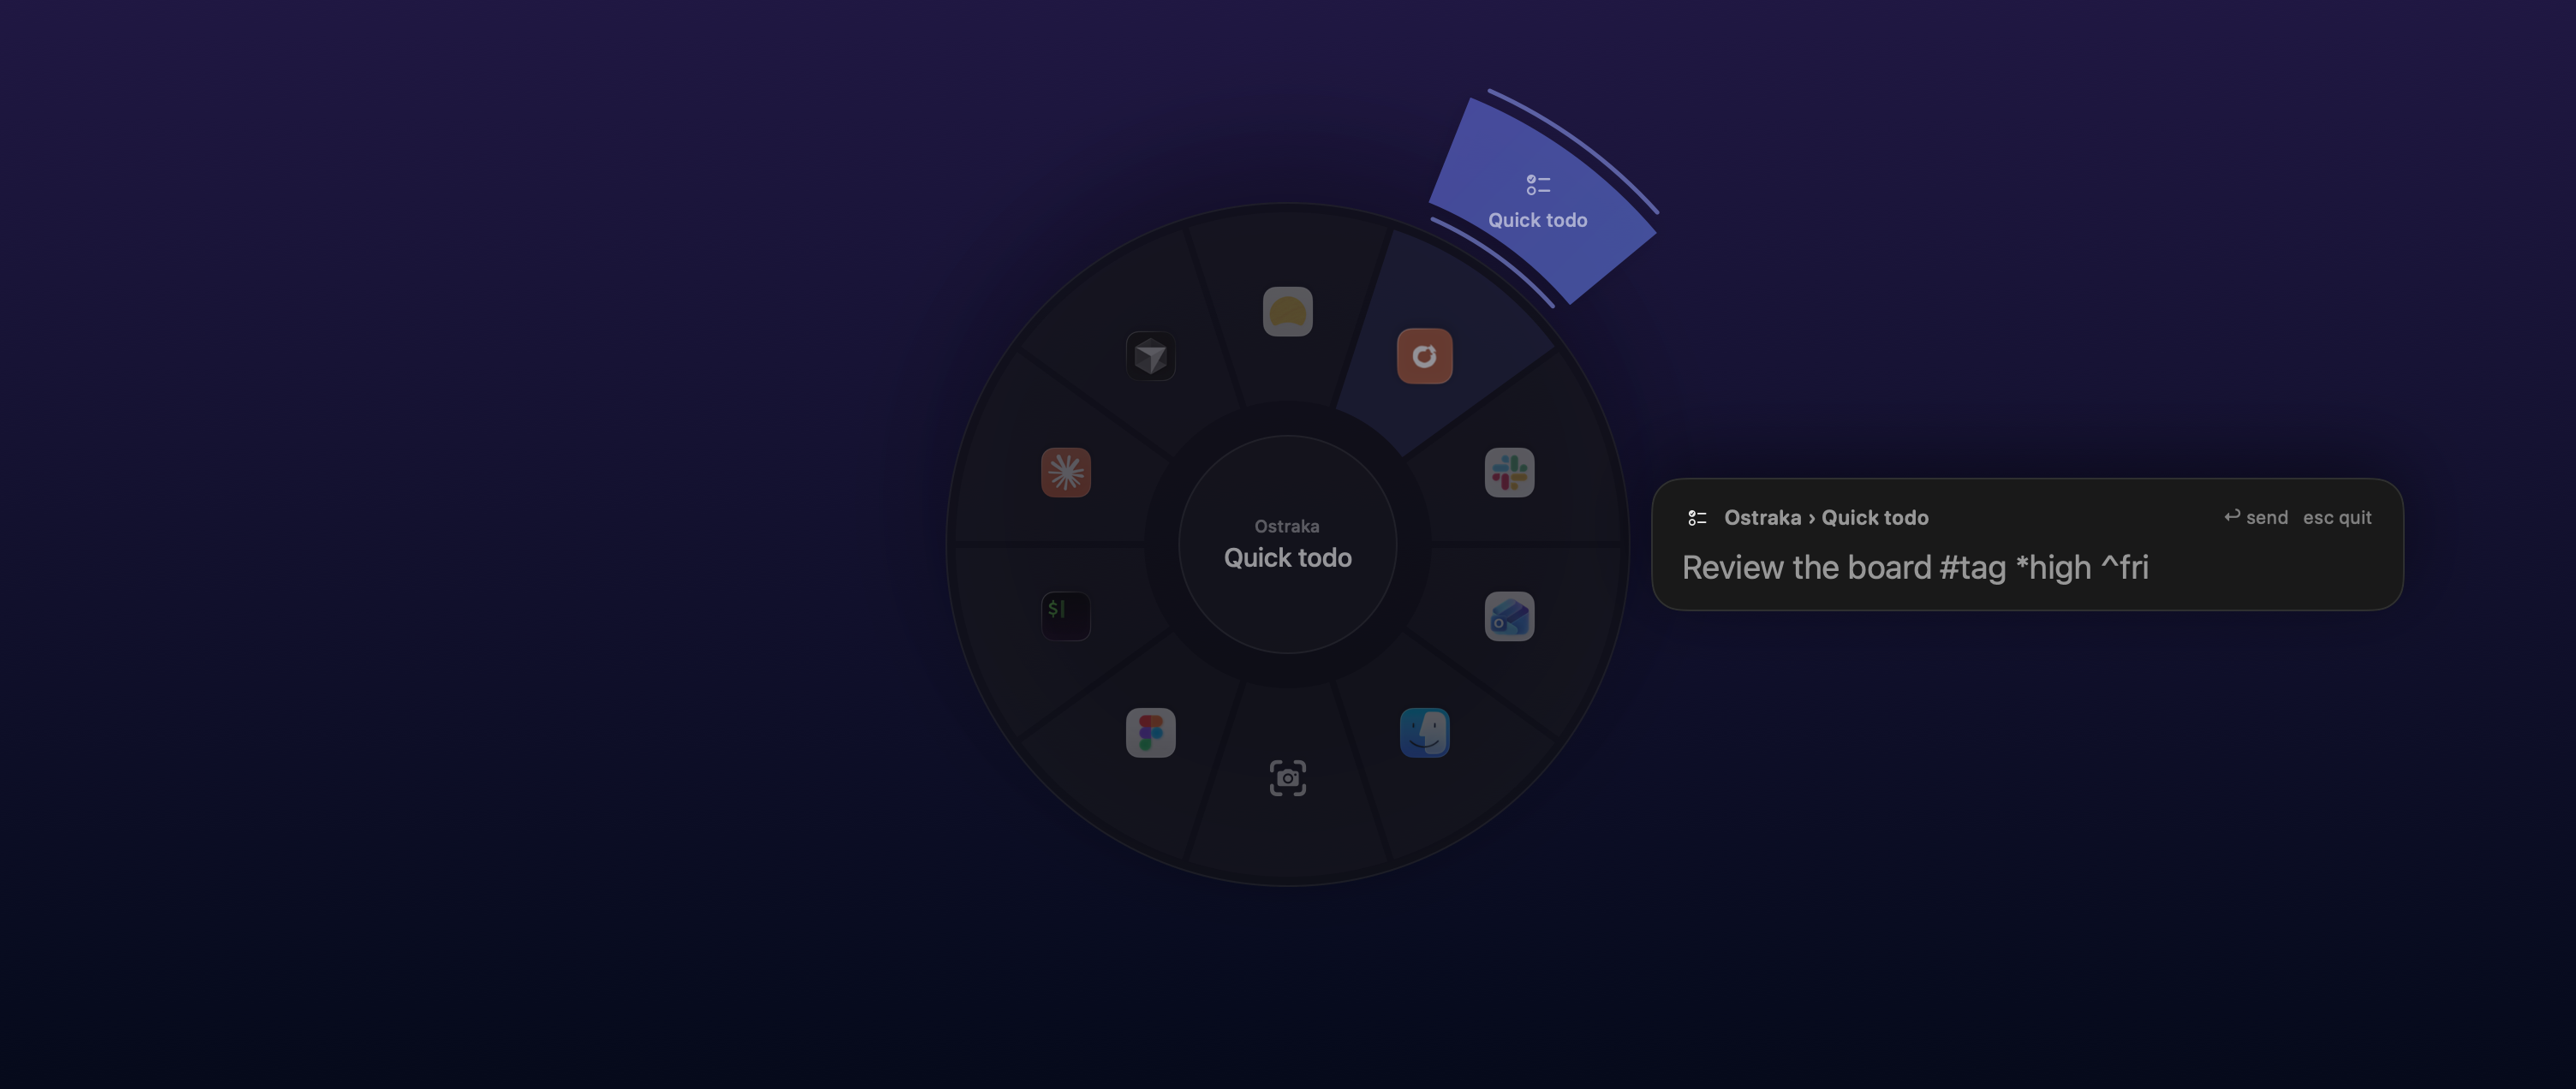 Quick todo
Ostraka
Quick todo
$
Ostraka › Quick todo
send esc quit
Review the board #tag *high ^fri